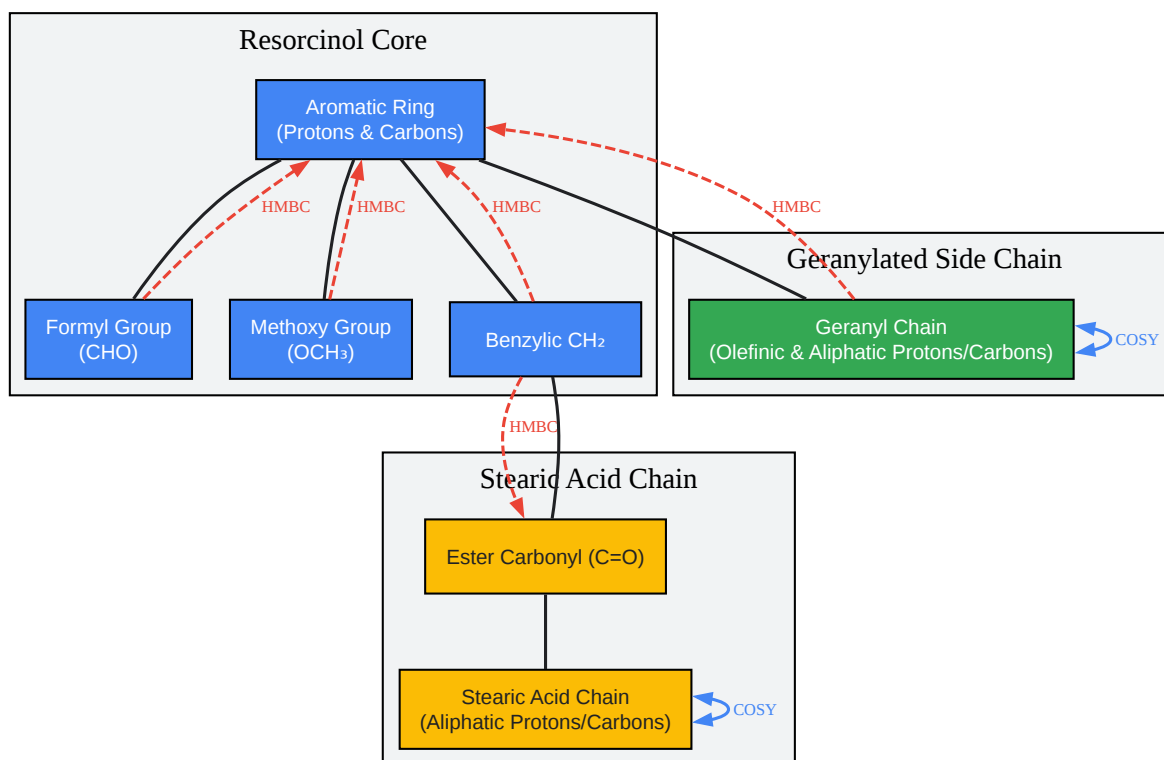 Resorcinol Core
Aromatic Ring
(Protons & Carbons)
HMBC
HMBC
HMBC
HMBC
Geranylated Side Chain
Formyl Group
(CHO)
Methoxy Group
(OCH₃)
Benzylic CH₂
Geranyl Chain
(Olefinic & Aliphatic Protons/Carbons)
COSY
HMBC
Stearic Acid Chain
Ester Carbonyl (C=O)
Stearic Acid Chain
(Aliphatic Protons/Carbons)
COSY